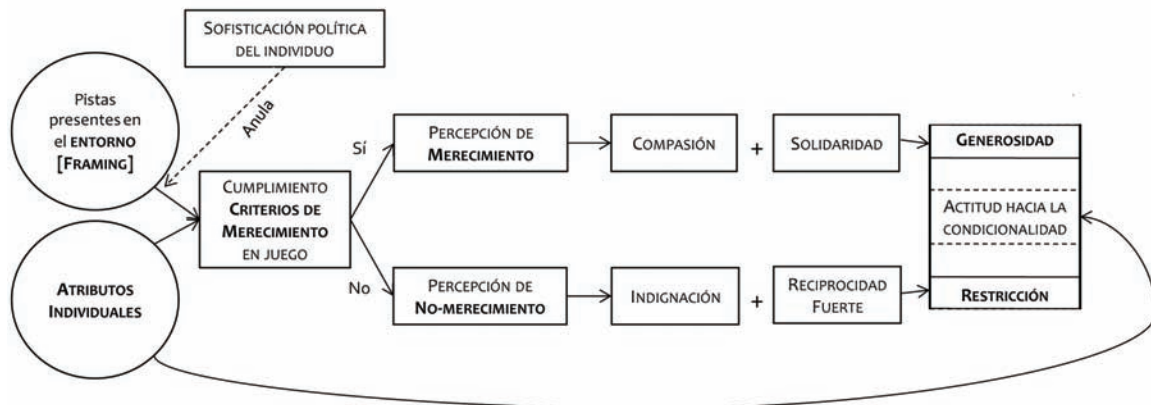 SOFISTICACIÓN POLÍTICA
DEL INDIVIDUO
Pistas
presentes en
el ENTORNO
[FRAMING]
Anula
Sí
PERCEPCIÓN DE
MERECIMIENTO
COMPASIÓN
+
SOLIDARIDAD
GENEROSIDAD
CUMPLIMIENTO
CRITERIOS DE
MERECIMIENTO
EN JUEGO
ACTITUD HACIA LA
CONDICIONALIDAD
ATRIBUTOS
INDIVIDUALES
No
PERCEPCIÓN DE
NO-MERECIMIENTO
INDIGNACIÓN
+
RECIPROCIDAD
FUERTE
RESTRICCIÓN